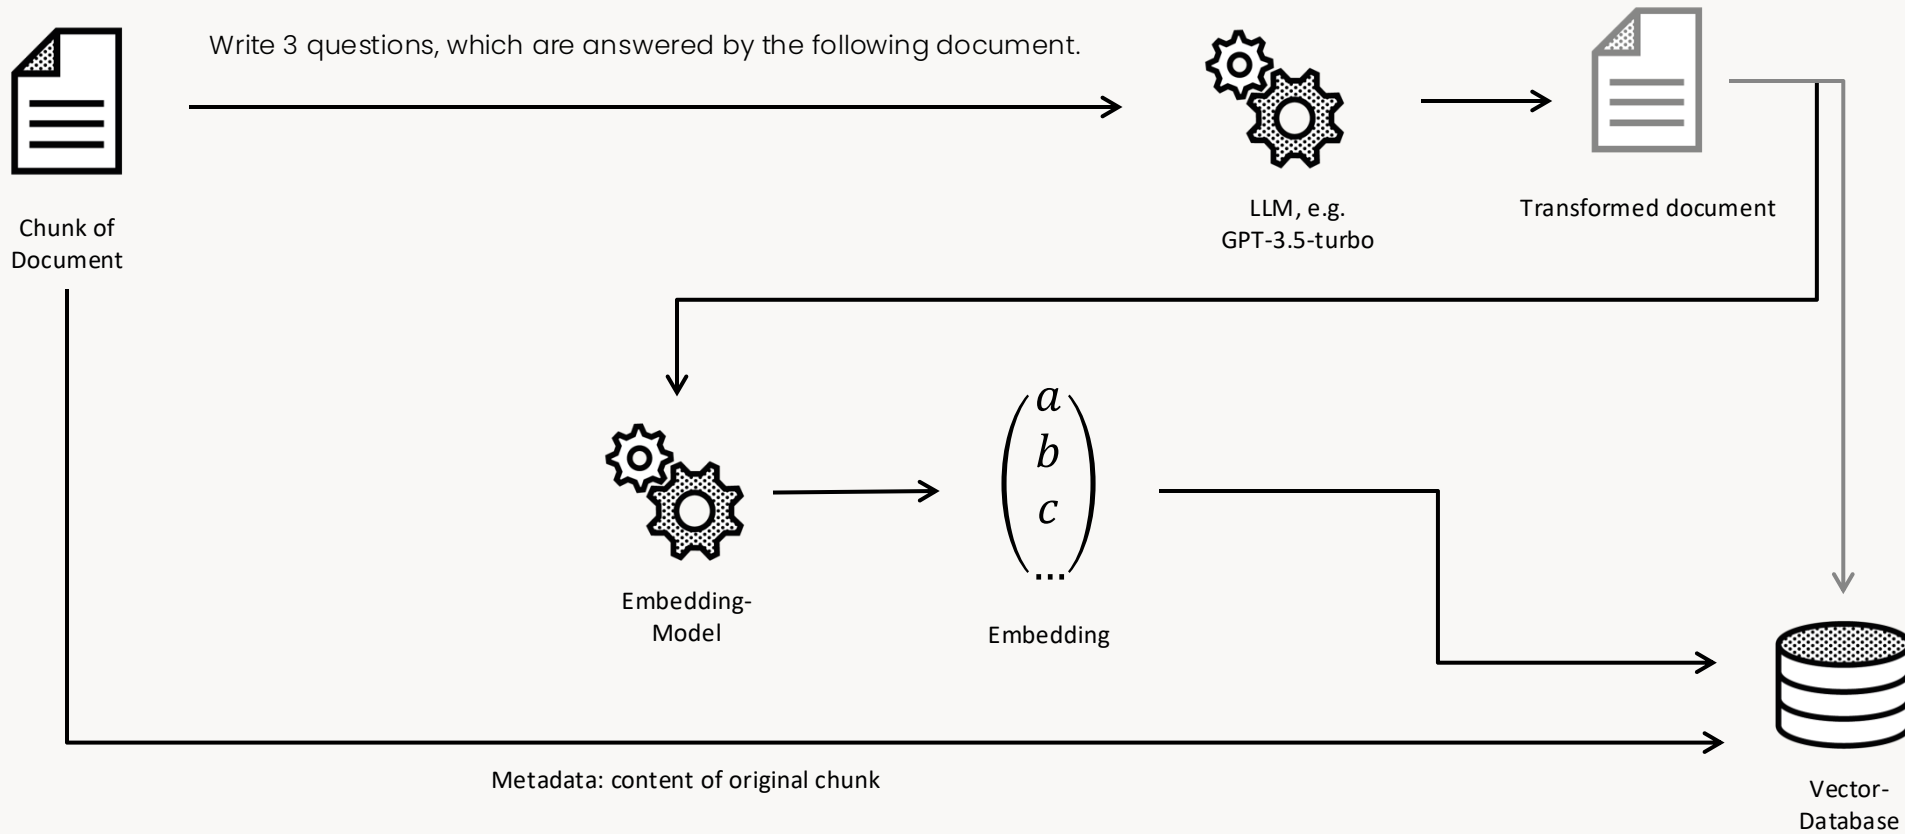 Write 3 questions, which are answered by the following document.
Chunk of
Document
LLM, e.g.
GPT-3.5-turbo
Transformed document
a
b
c
...
Embedding-
Model
Embedding
Metadata: content of original chunk
Vector-
Database